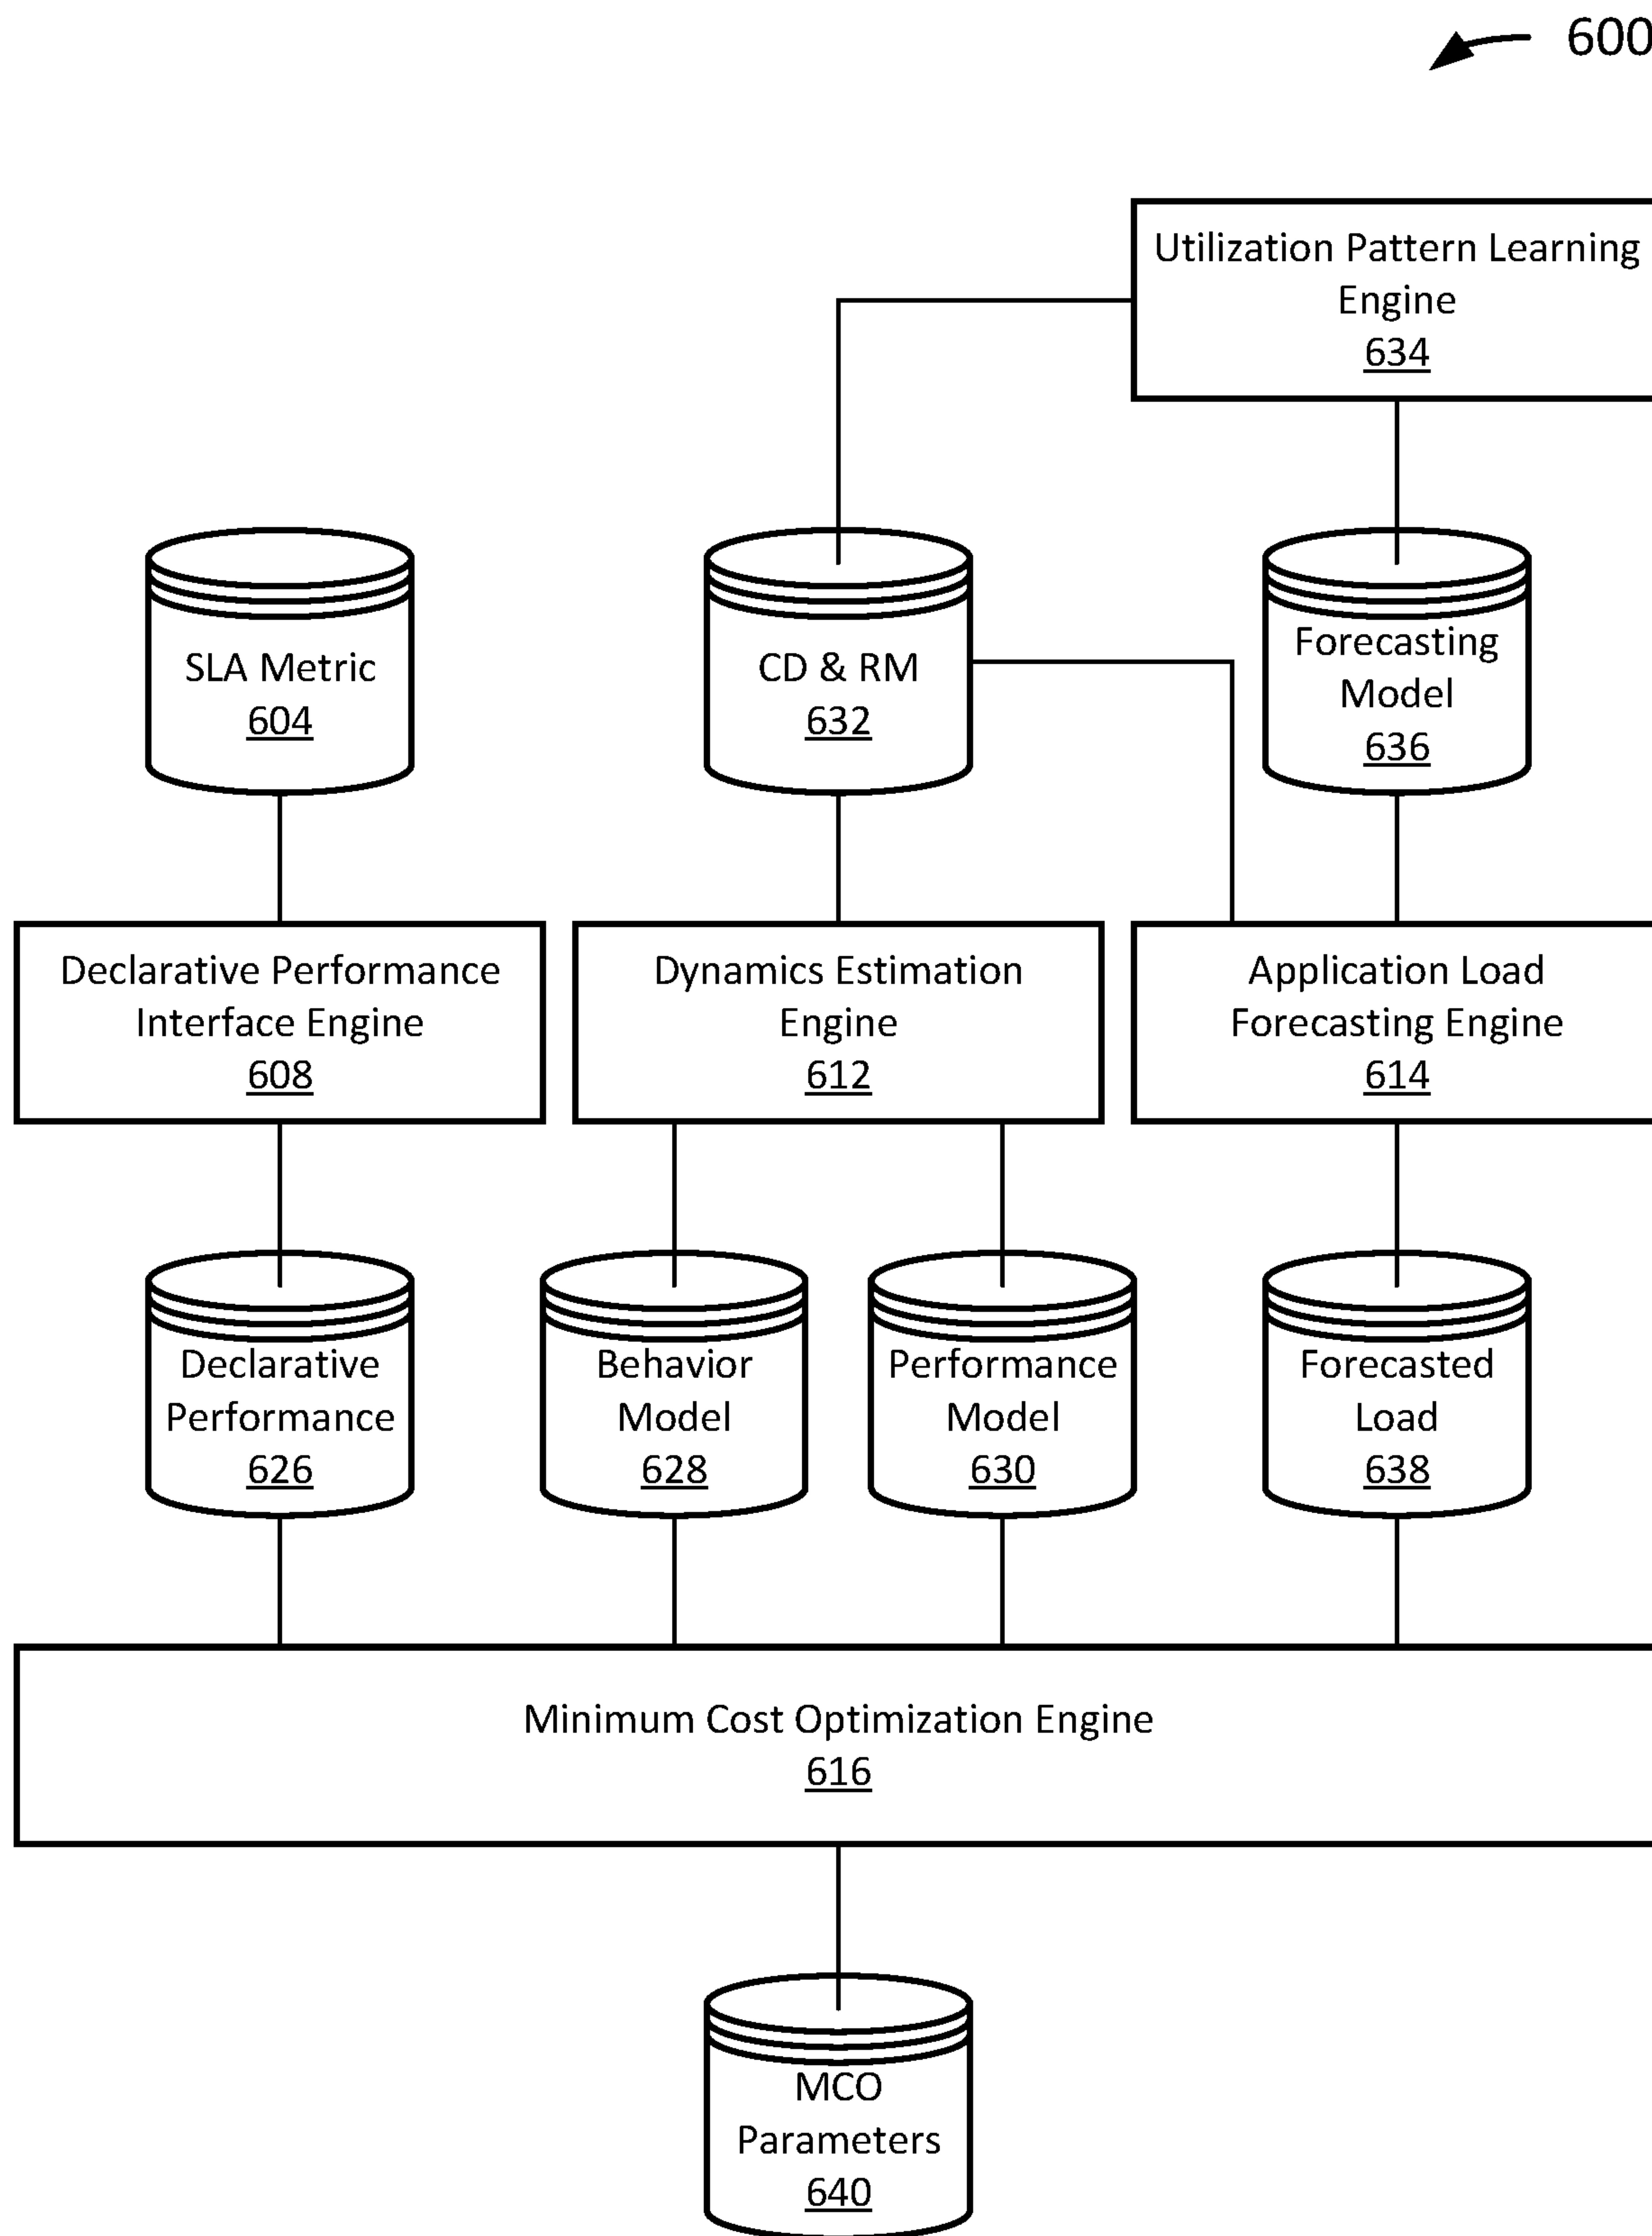 600
Utilization Pattern Learning
Engine
634
SLA Metric
604
CD & RM
632
Forecasting
Model
636
Declarative Performance
Interface Engine
608
Dynamics Estimation
Engine
612
Application Load
Forecasting Engine
614
Declarative
Performance
626
Behavior
Model
628
Performance
Model
630
Forecasted
Load
638
Minimum Cost Optimization Engine
616
MCO
Parameters
640